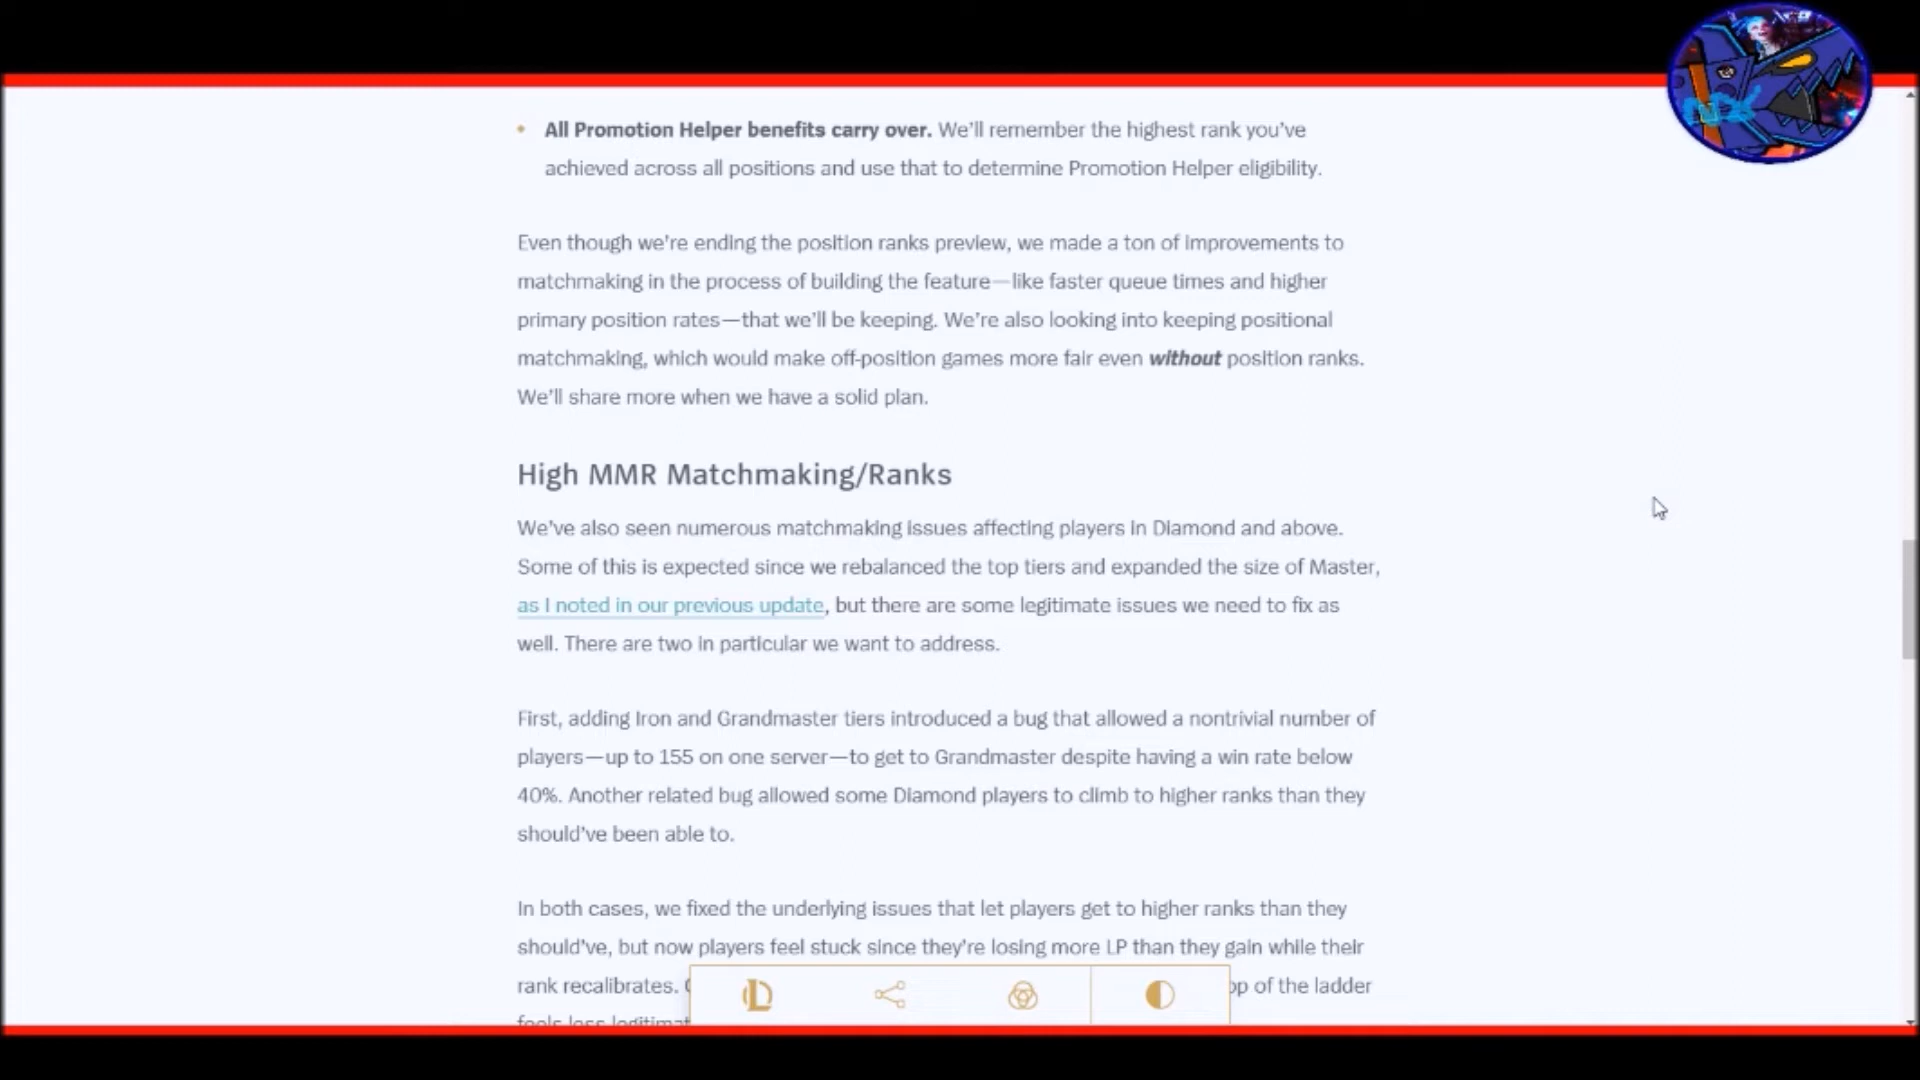 All Promotion Helper benefits carry over. We'll remember the highest rank you've
achieved across all positions and use that to determine Promotion Helper eligibility.
Even though we're ending the position ranks preview, we made a ton of improvements to
matchmaking in the process of building the feature—like faster queue times and higher
primary position rates—that we'll be keeping. We're also looking into keeping positional
matchmaking, which would make off-position games more fair even without position ranks.
We'll share more when we have a solid plan.
High MMR Matchmaking/Ranks
We've also seen numerous matchmaking issues affecting players in Diamond and above.
Some of this is expected since we rebalanced the top tiers and expanded the size of Master,
as I noted in our previous update, but there are some legitimate issues we need to fix as
well. There are two in particular we want to address.
First, adding Iron and Grandmaster tiers introduced a bug that allowed a nontrivial number of
players—up to 155 on one server—to get to Grandmaster despite having a win rate below
40%. Another related bug allowed some Diamond players to climb to higher ranks than they
should've been able to.
In both cases, we fixed the underlying issues that let players get to higher ranks than they
should've, but now players feel stuck since they're losing more LP than they gain while their
rank recalibrates. of the ladder
feels less